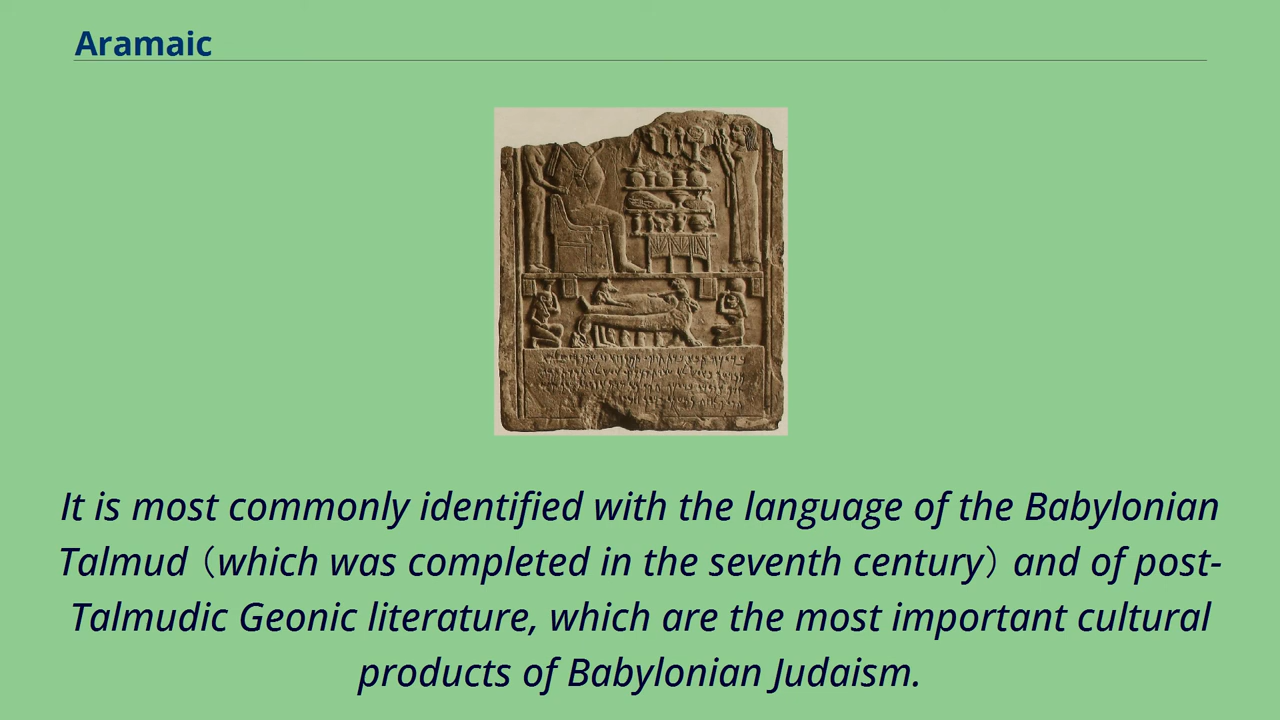 Aramaic
It is most commonly identified with the language of the Babylonian
Talmud（which was completed in the seventh century）and of post-
Talmudic Geonic literature, which are the most important cultural
products of Babylonian Judaism.